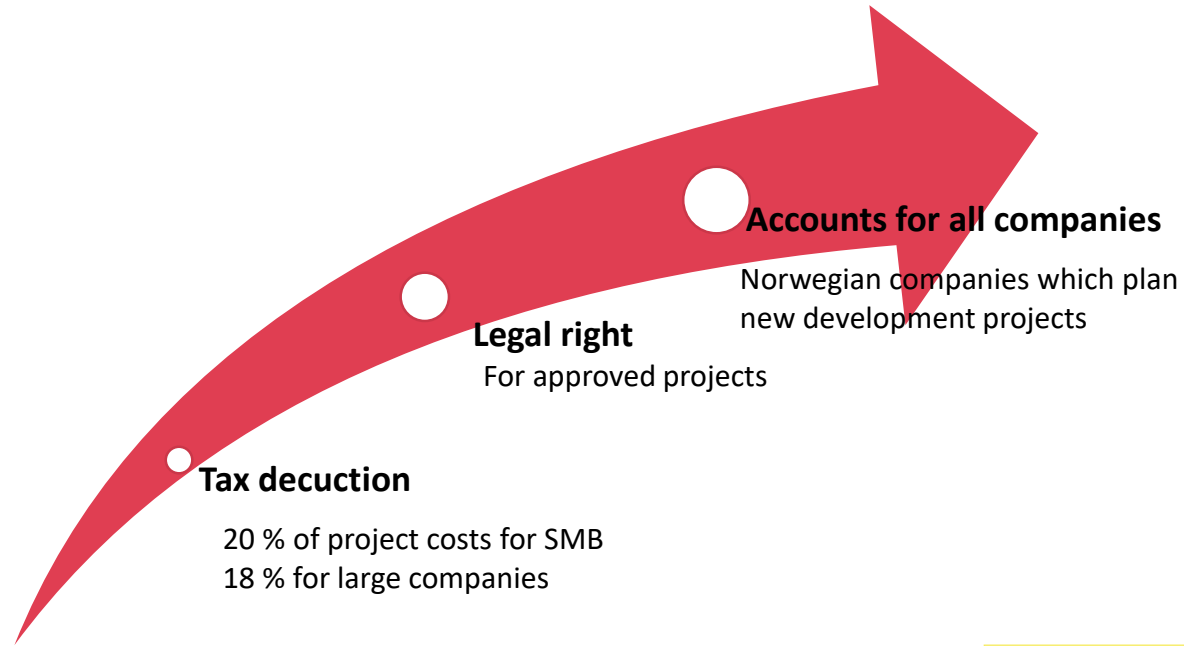 Accounts for all companies
Norwegian companies which plan
new development projects
Legal right
For approved projects
Tax decuction
20 % of project costs for SMB
18 % for large companies